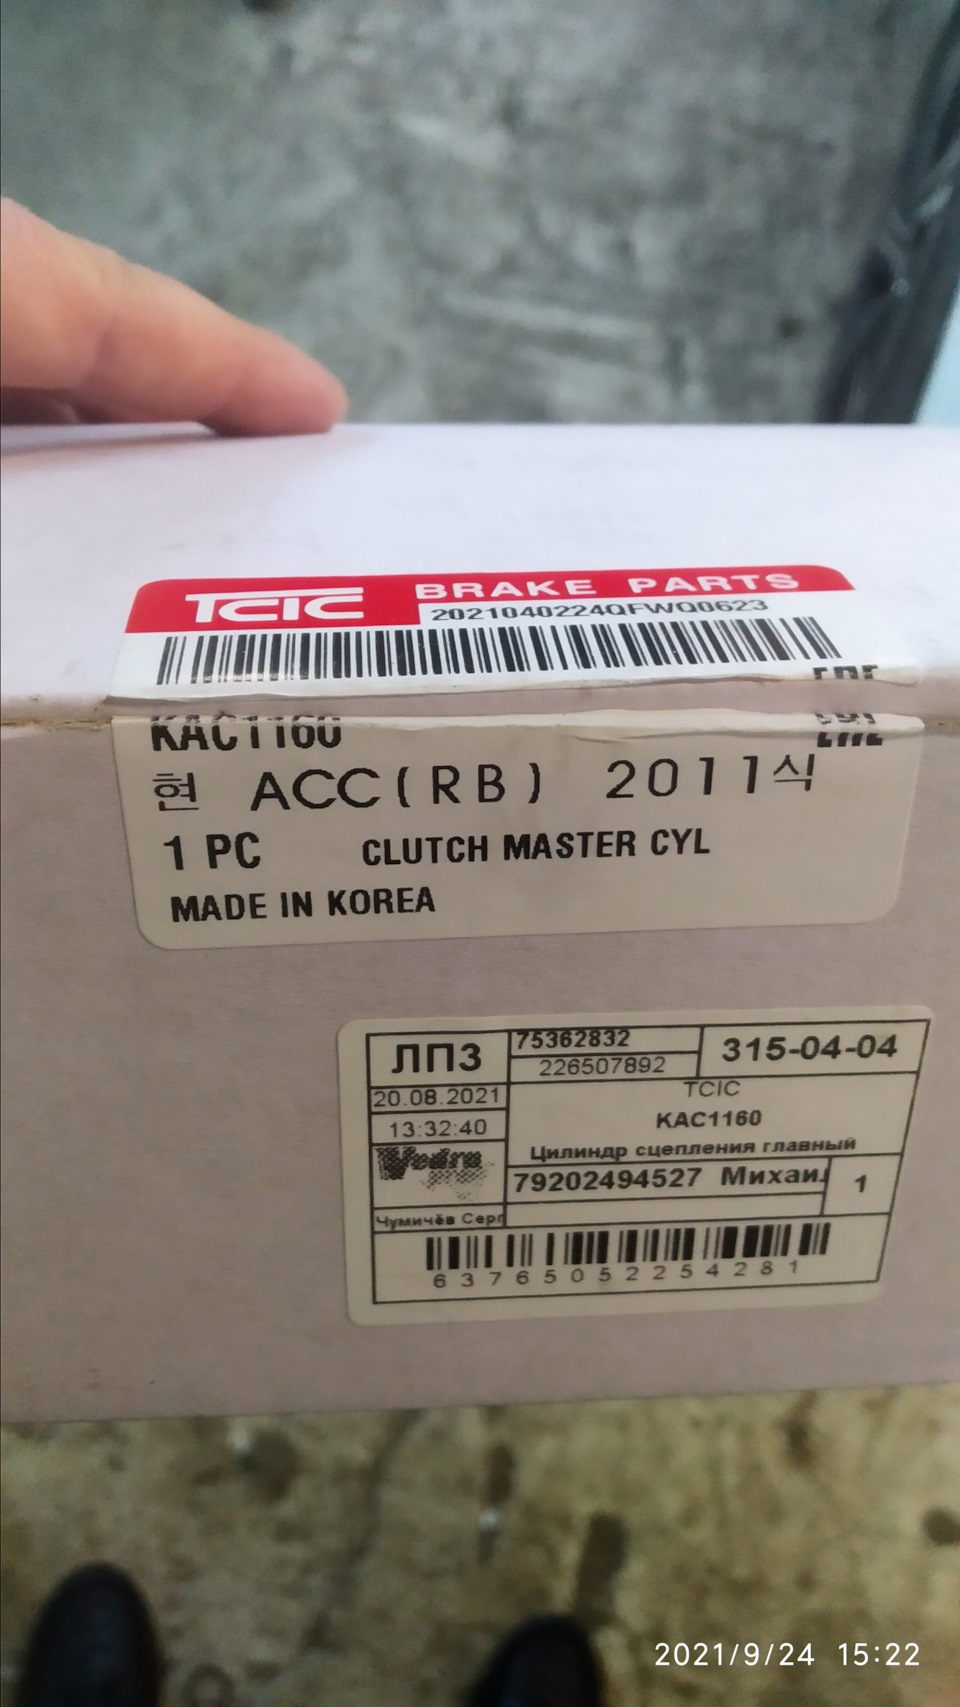 TCIC BRAKE PARTS
2021040224QFWQ0623
KAC1160
현 ACC(RB) 2011식
1 PC CLUTCH MASTER CYL
MADE IN KOREA
ЛПЗ 75362832 315-04-04
226507892
20.08.2021 TCIC
13:32:40 KAC1160
Цилиндр сцепления главный
79202494527 Михаи 1
Чумичёв Серг
637650522254281
2021/9/24 15:22